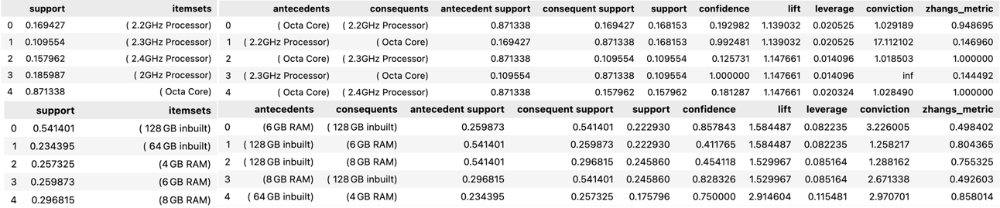 support itemsets antecedents consequents antecedent support consequent support support confidence lift leverage conviction zhangs_metric
0 0.169427 ( 2.2GHz Processor) 0 ( Octa Core) ( 2.2GHz Processor) 0.871338 0.169427 0.168153 0.192982 1.139032 0.020525 1.029189 0.948695
1 0.109554 ( 2.3GHz Processor) 1 ( 2.2GHz Processor) ( Octa Core) 0.169427 0.871338 0.168153 0.992481 1.139032 0.020525 17.112102 0.146960
2 0.157962 ( 2.4GHz Processor) 2 ( Octa Core) ( 2.3GHz Processor) 0.871338 0.109554 0.109554 0.125731 1.147661 0.014096 1.018503 1.000000
3 0.185987 ( 2GHz Processor) 3 ( 2.3GHz Processor) ( Octa Core) 0.109554 0.871338 0.109554 1.000000 1.147661 0.014096 inf 0.144492
4 0.871338 ( Octa Core) 4 ( Octa Core) ( 2.4GHz Processor) 0.871338 0.157962 0.157962 0.181287 1.147661 0.020324 1.028490 1.000000
support itemsets antecedents consequents antecedent support consequent support support confidence lift leverage conviction zhangs_metric
0 0.541401 ( 128 GB inbuilt) 0 (6 GB RAM) ( 128 GB inbuilt) 0.259873 0.541401 0.222930 0.857843 1.584487 0.082235 3.226005 0.498402
1 0.234395 ( 64 GB inbuilt) 1 ( 128 GB inbuilt) (6 GB RAM) 0.541401 0.259873 0.222930 0.411765 1.584487 0.082235 1.258217 0.804365
2 0.257325 (4 GB RAM) 2 ( 128 GB inbuilt) (8 GB RAM) 0.541401 0.296815 0.245860 0.454118 1.529967 0.085164 1.288162 0.755325
3 0.259873 (6 GB RAM) 3 (8 GB RAM) ( 128 GB inbuilt) 0.296815 0.541401 0.245860 0.828326 1.529967 0.085164 2.671338 0.492603
4 0.296815 (8 GB RAM) 4 ( 64 GB inbuilt) (4 GB RAM) 0.234395 0.257325 0.175796 0.750000 2.914604 0.115481 2.970701 0.858014